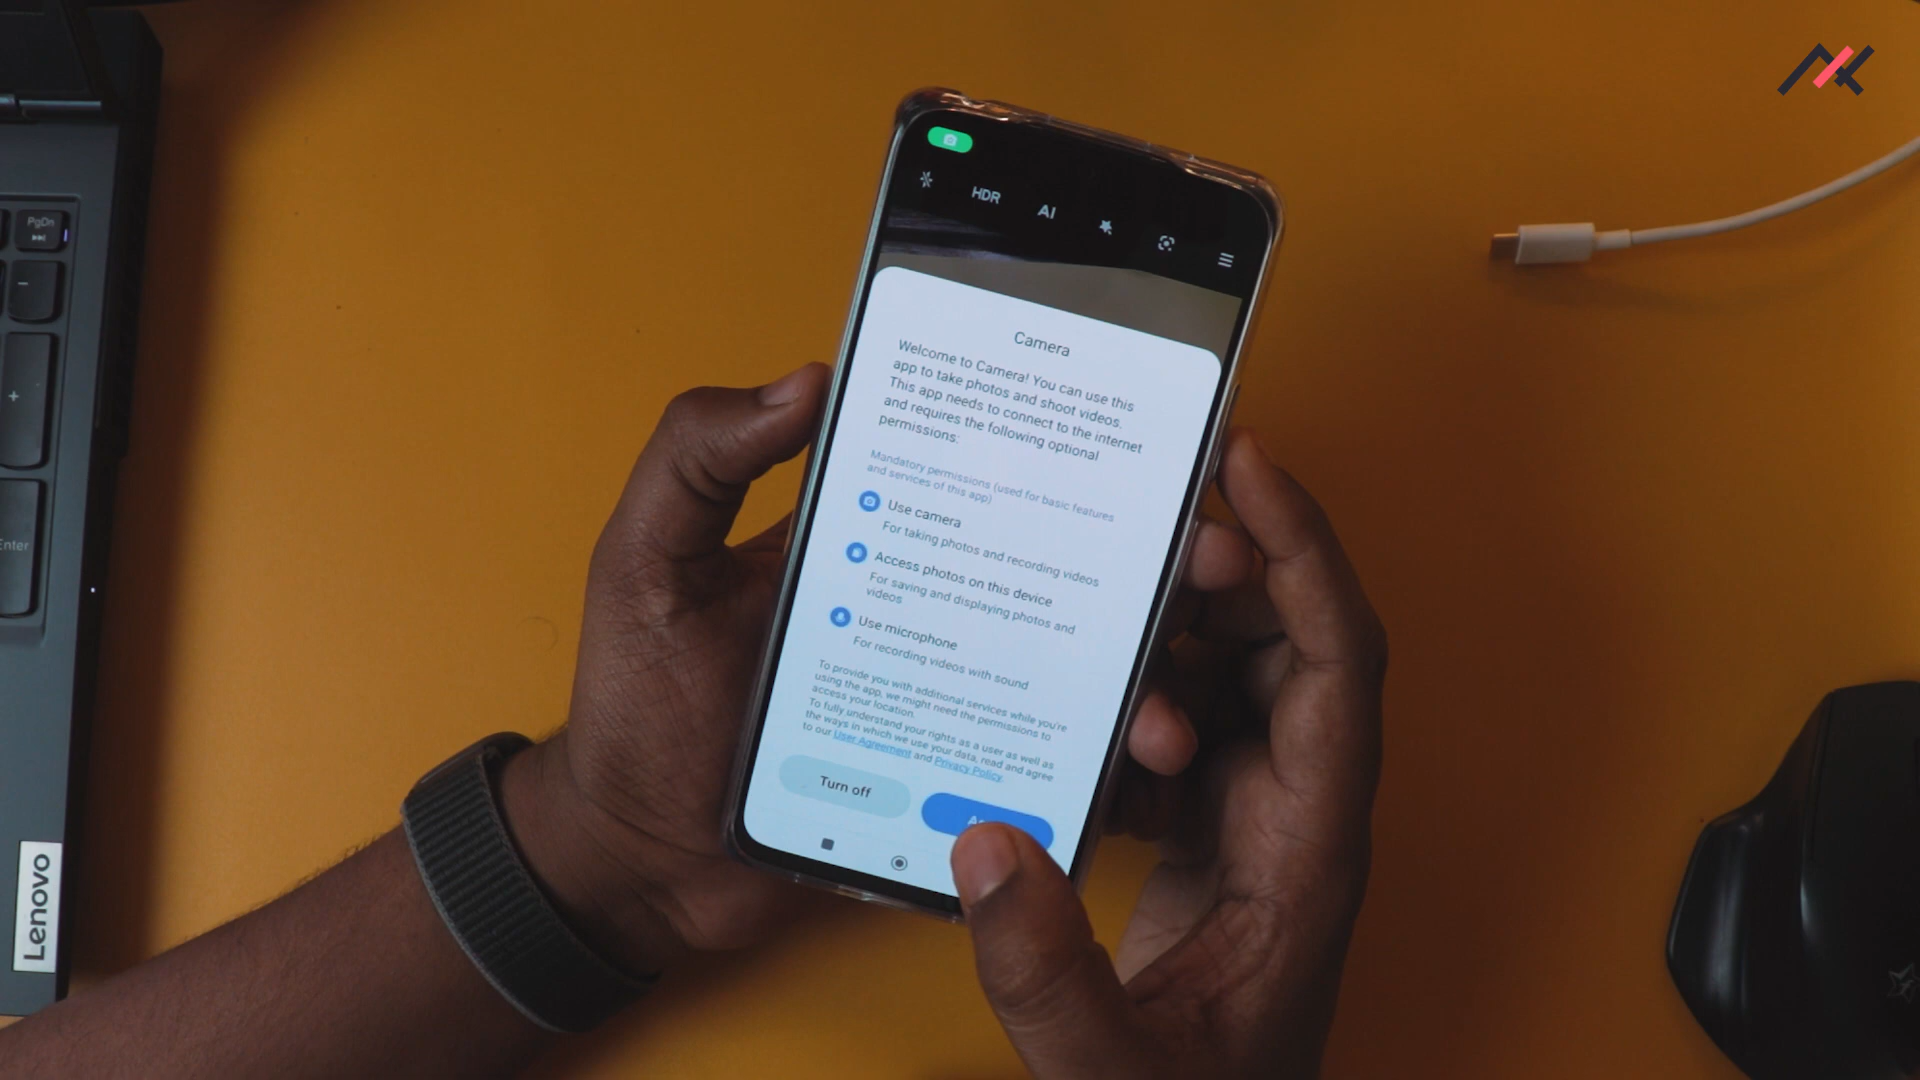 HDR
AI
Camera
Welcome to Camera! You can use this
app to take photos and shoot videos.
This app needs to connect to the internet
and requires the following optional
permissions:
Mandatory permissions (used for basic features
and services of this app)
Use camera
For taking photos and recording videos
Access photos on this device
For saving and displaying photos and
videos
Use microphone
For recording videos with sound
To provide you with additional services while you're
using the app, we might need the permissions to
access your location.
To fully understand your rights as a user as well as
the ways in which we use your data, read and agree
to our User Agreement and Privacy Policy.
Turn off
PgDn
-
+
Enter
Lenovo